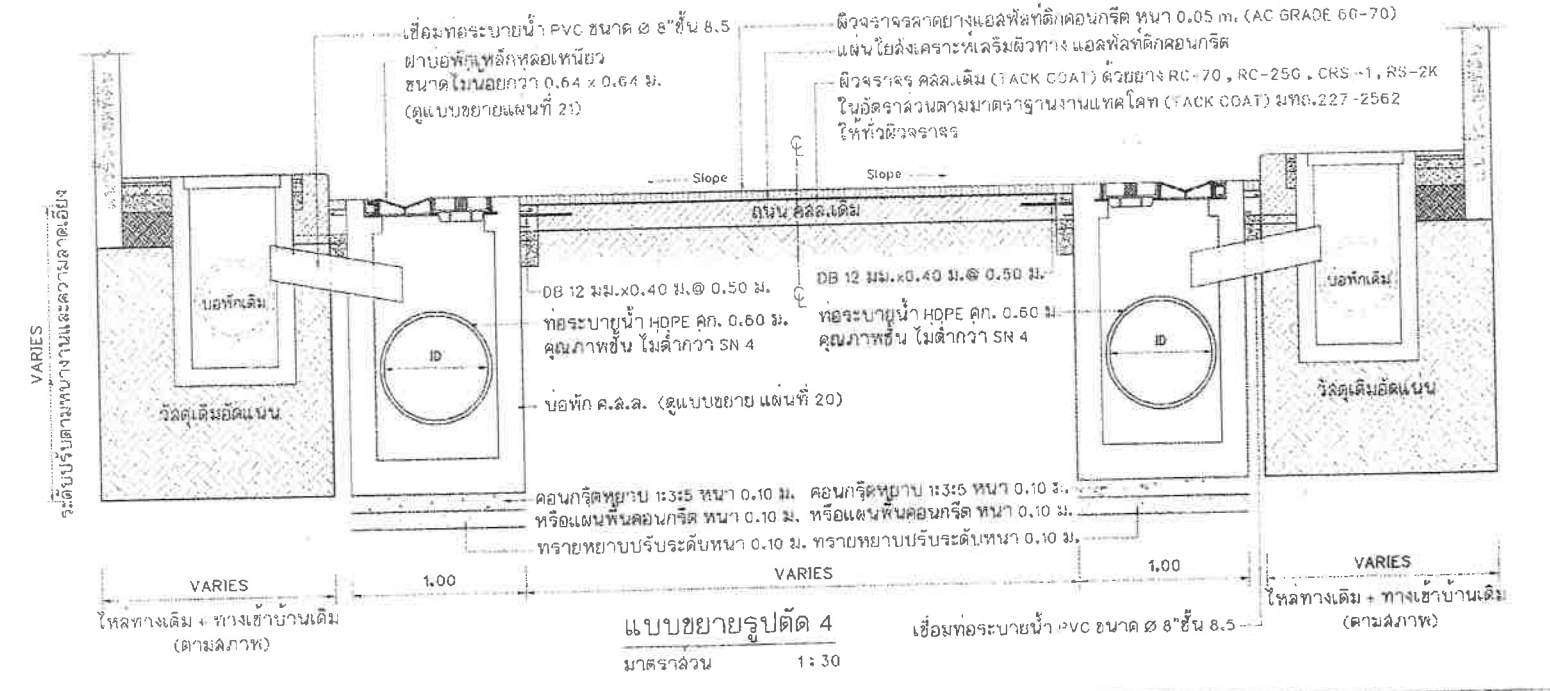 เชื่อมท่อระบายน้ำ PVC ขนาด Ø 8"ชั้น 8.5
ฝาบ่อพักเหล็กหล่อเหนียว
ขนาดไม่น้อยกว่า 0.64 x 0.64 ม.
(ดูแบบขยายแผ่นที่ 21)
ผิวจราจรลาดยางแอสฟัลท์ติกคอนกรีต หนา 0.05 m. (AC GRADE 60-70)
แผ่นใยสังเคราะห์เสริมผิวทาง แอสฟัลท์ติกคอนกรีต
ผิวจราจร คสล.เดิม (TACK COAT) ด้วยยาง RC-70 , RC-250 , CRS-1 , RS-2K
ในอัตราส่วนตามมาตราฐานงานแทคโคท (TACK COAT) มทถ.227-2562
ให้ทั่วผิวจราจร
Slope
Slope
ถนน คสล.เดิม
VARIES
ระดับปรับตามหน้างานและความลาดเอียง
บ่อพักเดิม
วัสดุเดิมอัดแน่น
ID
DB 12 มม.x0.40 ม.@ 0.50 ม.
ท่อระบายน้ำ HDPE ศก. 0.60 ม.
คุณภาพชั้น ไม่ต่ำกว่า SN 4
DB 12 มม.x0.40 ม.@ 0.50 ม.
ท่อระบายน้ำ HDPE ศก. 0.60 ม.
คุณภาพชั้น ไม่ต่ำกว่า SN 4
ID
บ่อพักเดิม
วัสดุเดิมอัดแน่น
บ่อพัก ค.ส.ล. (ดูแบบขยาย แผ่นที่ 20)
คอนกรีตหยาบ 1:3:5 หนา 0.10 ม. คอนกรีตหยาบ 1:3:5 หนา 0.10 ม.
หรือแผ่นพื้นคอนกรีต หนา 0.10 ม. หรือแผ่นพื้นคอนกรีต หนา 0.10 ม.
ทรายหยาบปรับระดับหนา 0.10 ม. ทรายหยาบปรับระดับหนา 0.10 ม.
VARIES
1.00
VARIES
1.00
VARIES
ไหล่ทางเดิม + ทางเข้าบ้านเดิม
(ตามสภาพ)
ไหล่ทางเดิม + ทางเข้าบ้านเดิม
(ตามสภาพ)
เชื่อมท่อระบายน้ำ PVC ขนาด Ø 8"ชั้น 8.5
แบบขยายรูปตัด 4
มาตราส่วน 1:30